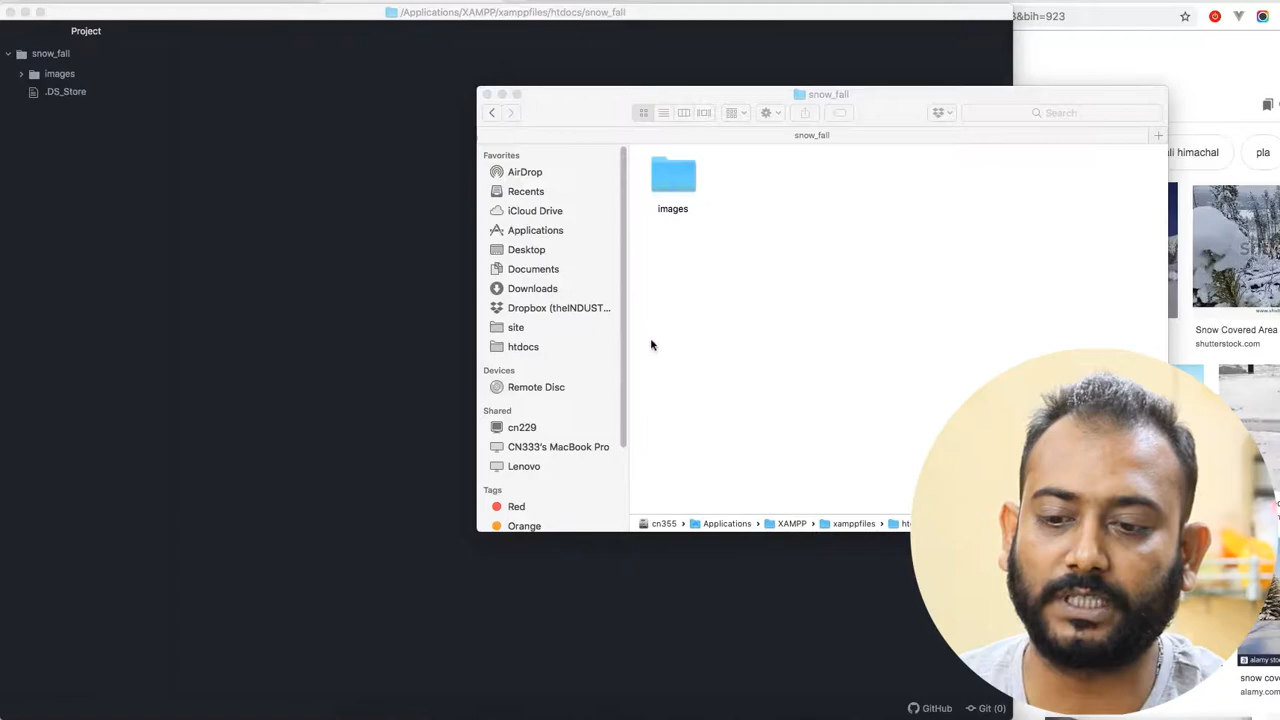 /Applications/XAMPP/xamppfiles/htdocs/snow_fall
&bih=923
Project
snow_fall
images
.DS_Store
snow_fall
Search
snow_fall
Favorites
AirDrop
Recents
iCloud Drive
Applications
Desktop
Documents
Downloads
Dropbox (theINDUST...
site
htdocs
Devices
Remote Disc
Shared
cn229
CN333's MacBook Pro
Lenovo
Tags
Red
Orange
images
cn355 › Applications › XAMPP › xamppfiles › ht
li himachal
pla
Snow Covered Area
shutterstock.com
alamy sto
snow cov
alamy.com
GitHub
Git (0)